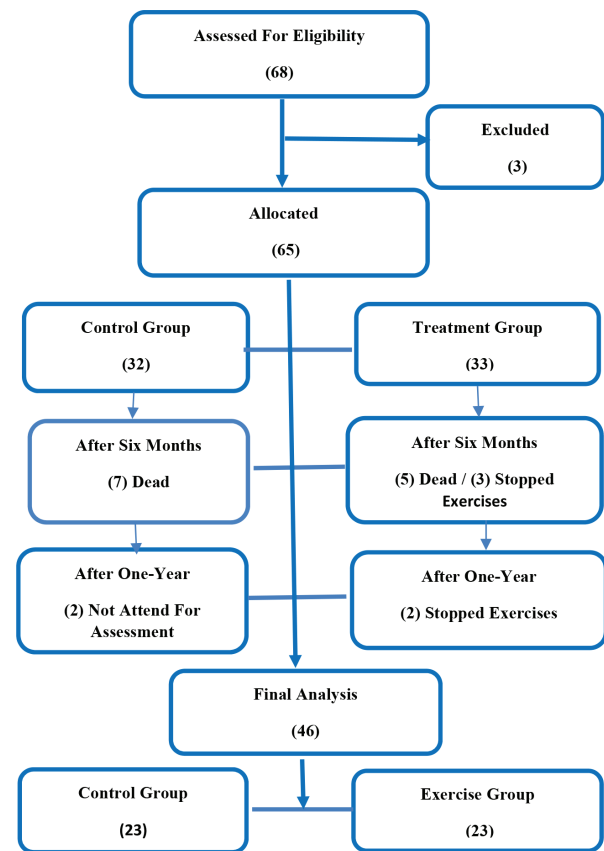 Assessed For Eligibility
(68)
Excluded
(3)
Allocated
(65)
Control Group
(32)
Treatment Group
(33)
After Six Months
(7) Dead
After Six Months
(5) Dead / (3) Stopped
Exercises
After One-Year
(2) Not Attend For
Assessment
After One-Year
(2) Stopped Exercises
Final Analysis
(46)
Control Group
(23)
Exercise Group
(23)